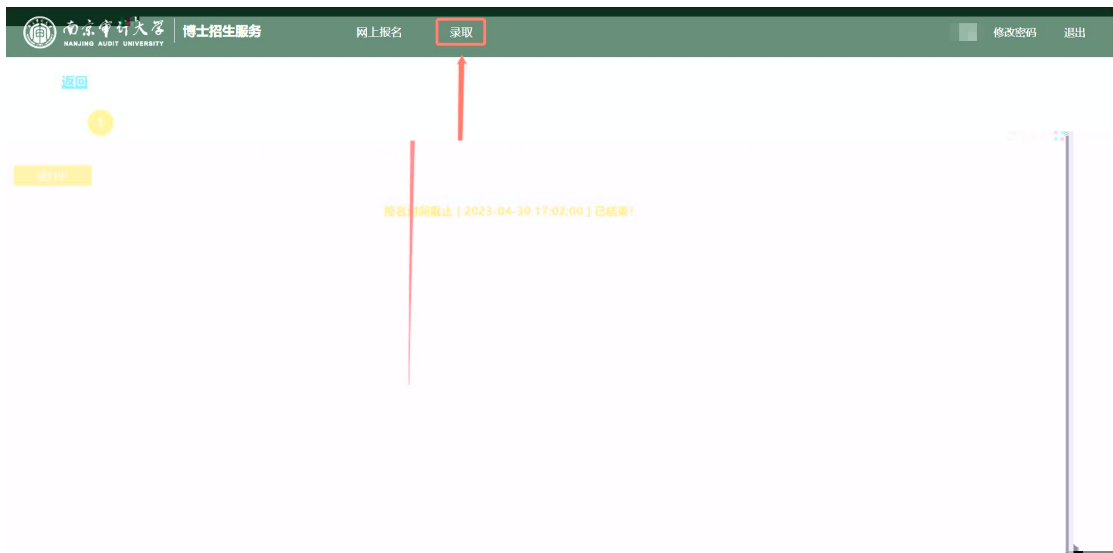 南京审计大学 博士招生服务 网上报名 录取 修改密码 退出
NANJING AUDIT UNIVERSITY
返回
报名时间截止 [ 2023-04-30 17:02:00 ] 已结束!